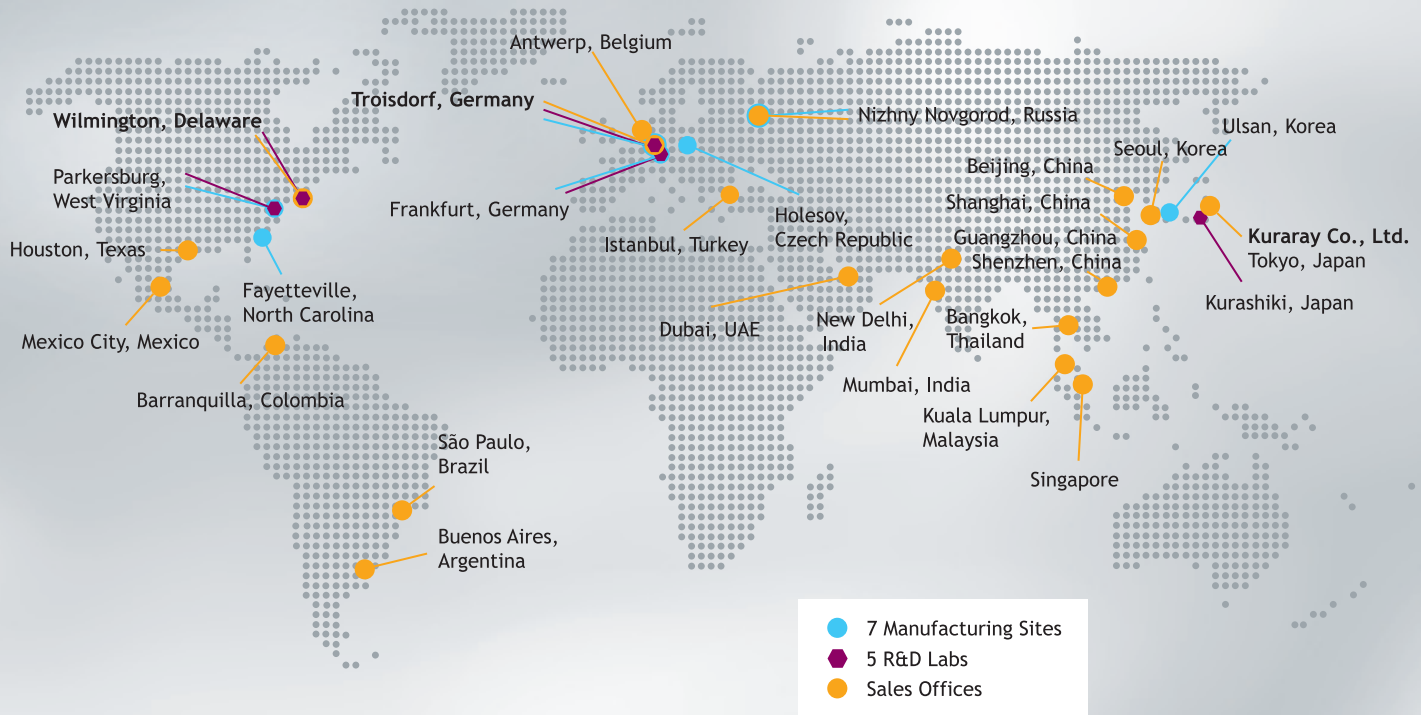 Antwerp, Belgium
Troisdorf, Germany
Wilmington, Delaware
Nizhny Novgorod, Russia
Ulsan, Korea
Seoul, Korea
Beijing, China
Parkersburg,
West Virginia
Shanghai, China
Frankfurt, Germany
Holesov,
Czech Republic
Istanbul, Turkey
Guangzhou, China
Shenzhen, China
Kuraray Co., Ltd.
Tokyo, Japan
Houston, Texas
Fayetteville,
North Carolina
Kurashiki, Japan
Dubai, UAE
New Delhi,
India
Bangkok,
Thailand
Mexico City, Mexico
Mumbai, India
Barranquilla, Colombia
Kuala Lumpur,
Malaysia
São Paulo,
Brazil
Singapore
Buenos Aires,
Argentina
7 Manufacturing Sites
5 R&D Labs
Sales Offices